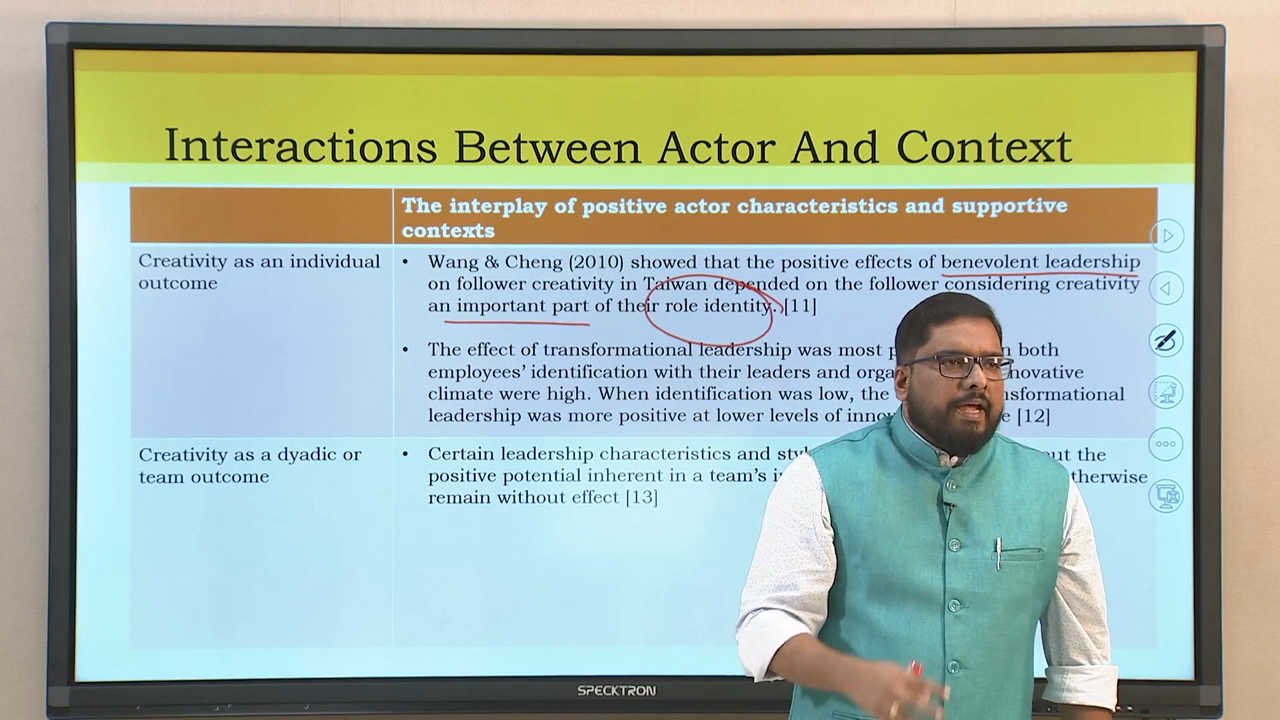 Interactions Between Actor And Context
The interplay of positive actor characteristics and supportive
contexts
Creativity as an individual
outcome
• Wang & Cheng (2010) showed that the positive effects of benevolent leadership
on follower creativity in Taiwan depended on the follower considering creativity
an important part of their role identity. [11]
• The effect of transformational leadership was most both
employees’ identification with their leaders and
climate were high. When identification was low, the
leadership was more positive at lower levels of [12]
Creativity as a dyadic or
team outcome
• Certain leadership characteristics and the
positive potential inherent in a team’s
remain without effect [13]
SPECKTRON